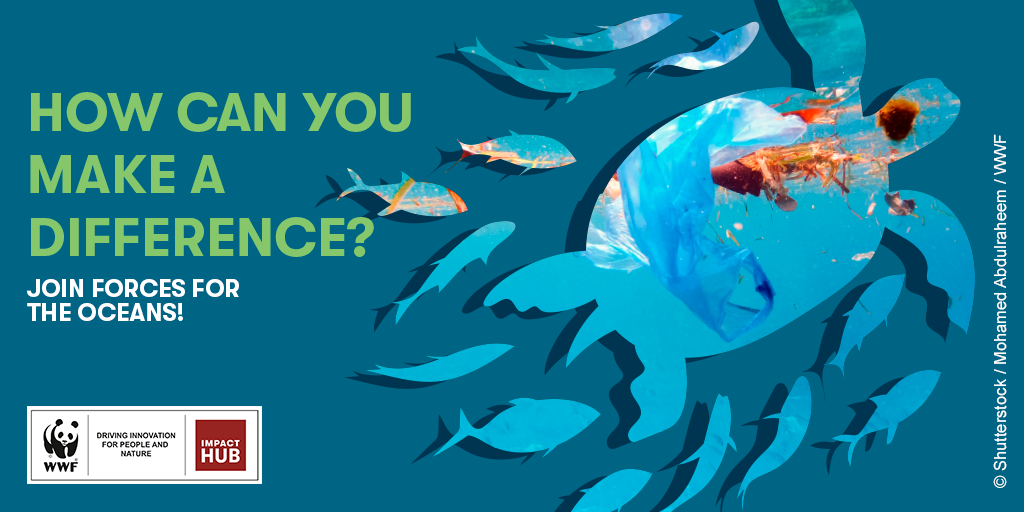 HOW CAN YOU
MAKE A
DIFFERENCE?
JOIN FORCES FOR
THE OCEANS!
WWF
DRIVING INNOVATION
FOR PEOPLE AND
NATURE
IMPACT
HUB
© Shutterstock / Mohamed Abdulraheem / WWF